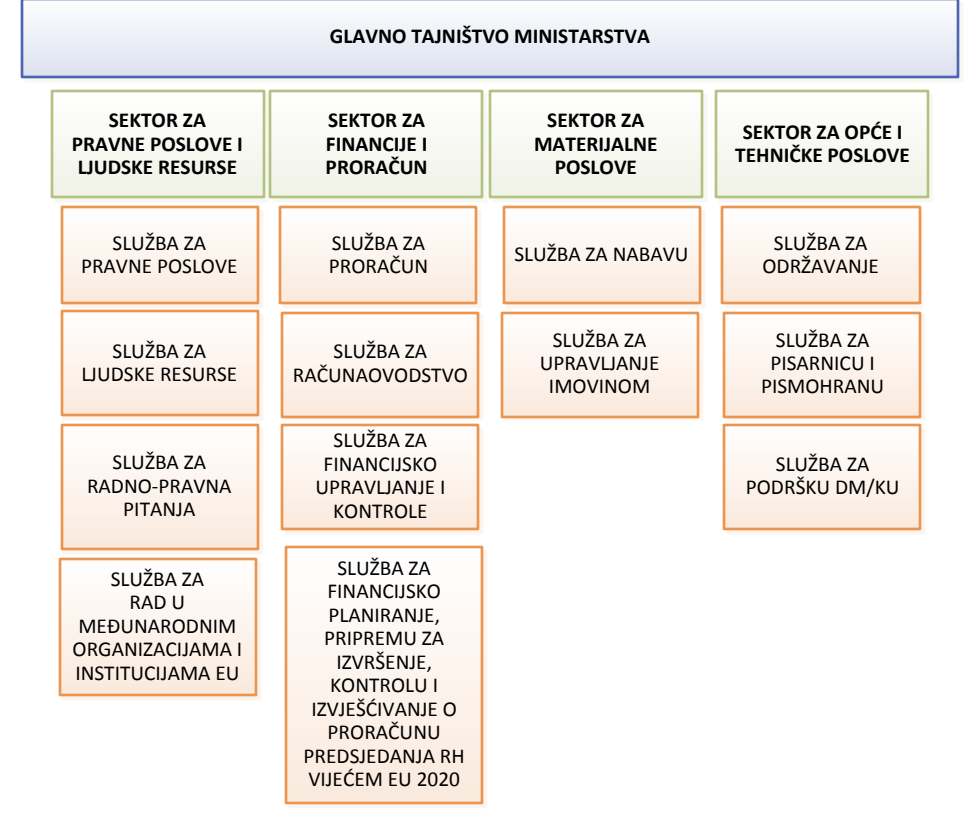 GLAVNO TAJNIŠTVO MINISTARSTVA
SEKTOR ZA
PRAVNE POSLOVE I
LJUDSKE RESURSE
SLUŽBA ZA
PRAVNE POSLOVE
SLUŽBA ZA
LJUDSKE RESURSE
SLUŽBA ZA
RADNO-PRAVNA
PITANJA
SLUŽBA ZA
RAD U
MEĐUNARODNIM
ORGANIZACIJAMA I
INSTITUCIJAMA EU
SEKTOR ZA
FINANCIJE I
PRORAČUN
SLUŽBA ZA
PRORAČUN
SLUŽBA ZA
RAČUNAOVODSTVO
SLUŽBA ZA
FINANCIJSKO
UPRAVLJANJE I
KONTROLE
SLUŽBA ZA
FINANCIJSKO
PLANIRANJE,
PRIPREMU ZA
IZVRŠENJE,
KONTROLU I
IZVJEŠĆIVANJE O
PRORAČUNU
PREDSJEDANJA RH
VIJEĆEM EU 2020
SEKTOR ZA
MATERIJALNE
POSLOVE
SLUŽBA ZA NABAVU
SLUŽBA ZA
UPRAVLJANJE
IMOVINOM
SEKTOR ZA OPĆE I
TEHNIČKE POSLOVE
SLUŽBA ZA
ODRŽAVANJE
SLUŽBA ZA
PISARNICU I
PISMOHRANU
SLUŽBA ZA
PODRŠKU DM/KU